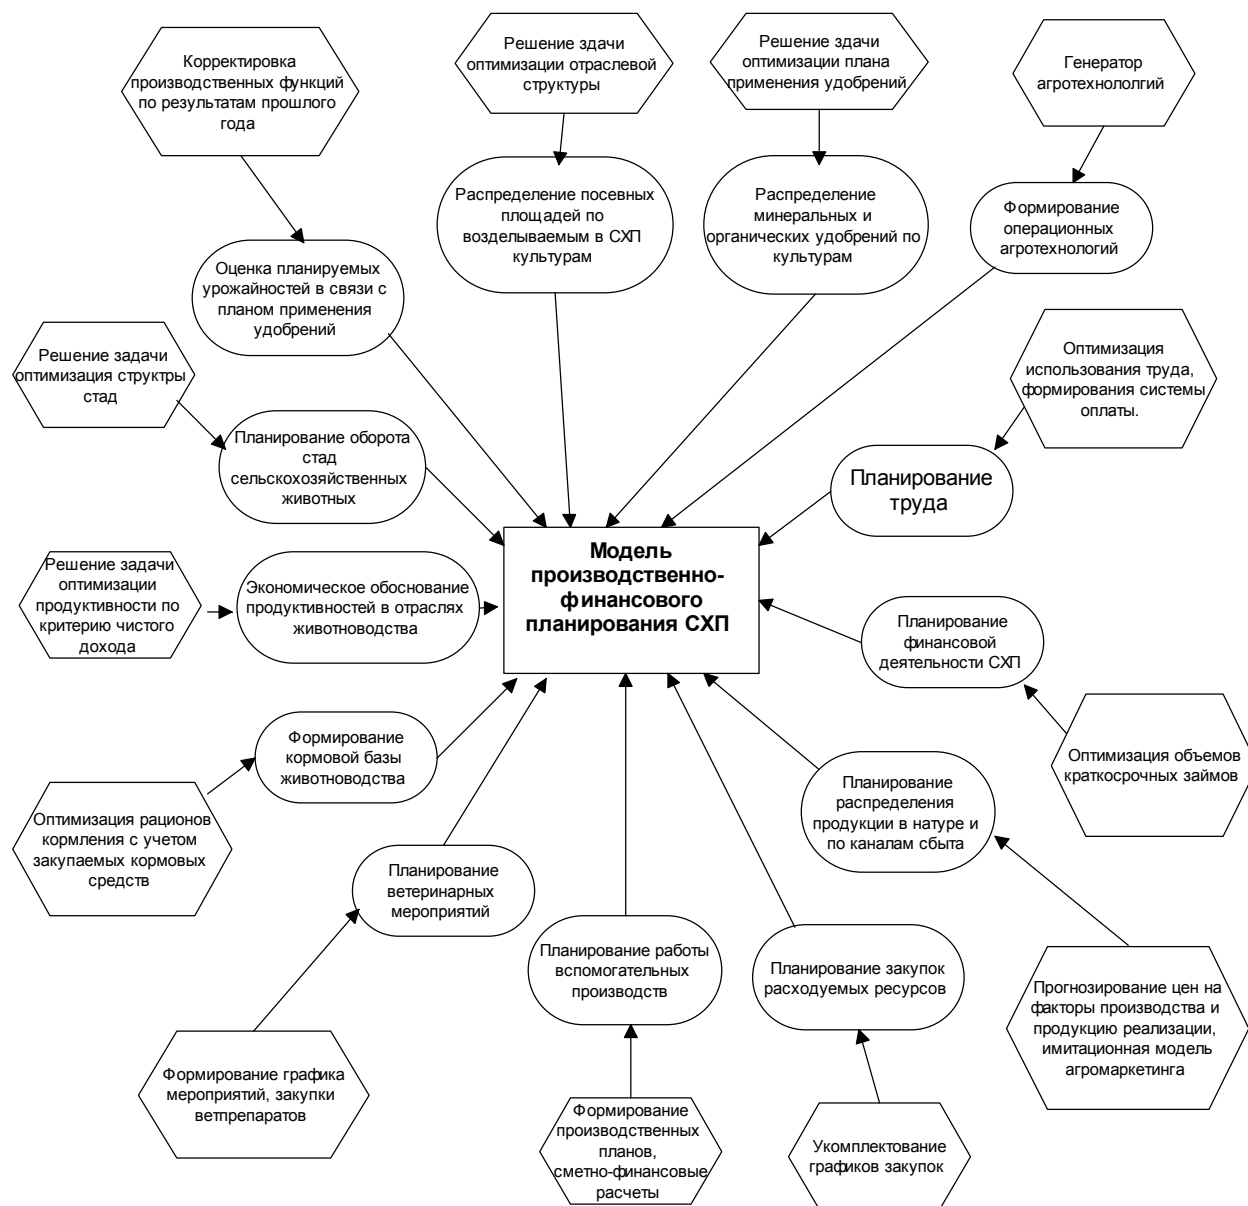 Корректировка
производственных функций
по результатам прошлого
года
Решение здачи
оптимизации отраслевой
структуры
Решение здачи
оптимизации плана
применения удобрений
Генератор
агротехнололгий
Распределение посевных
площадей по
возделываемым в СХП
культурам
Распределение
минеральных и
органических удобрений по
культурам
Формирование
операционных
агротехнологий
Оценка планируемых
урожайностей в связи с
планом применения
удобрений
Решение задачи
оптимизация структры
стад
Оптимизация
использования труда,
формирования системы
оплаты.
Планирование оборота
стад
сельскохозяйственных
животных
Планирование
труда
Модель
производственно-
финансового
планирования СХП
Решение задачи
оптимизации
продуктивности по
критерию чистого
дохода
Экономическое обоснование
продуктивностей в отраслях
животноводства
Планирование
финансовой
деятельности СХП
Формирование
кормовой базы
животноводства
Оптимизация объемов
краткосрочных займов
Планирование
распределения
продукции в натуре и
по каналам сбыта
Оптимизация рационов
кормления с учетом
закупаемых кормовых
средств
Планирование
ветеринарных
мероприятий
Планирование работы
вспомогательных
производств
Планирование закупок
расходуемых ресурсов
Прогнозирование цен на
факторы производства и
продукцию реализации,
имитационная модель
агромаркетинга
Формирование графика
мероприятий, закупки
ветпрепаратов
Формирование
производственных
планов,
сметно-финансовые
расчеты
Укомплектование
графиков закупок